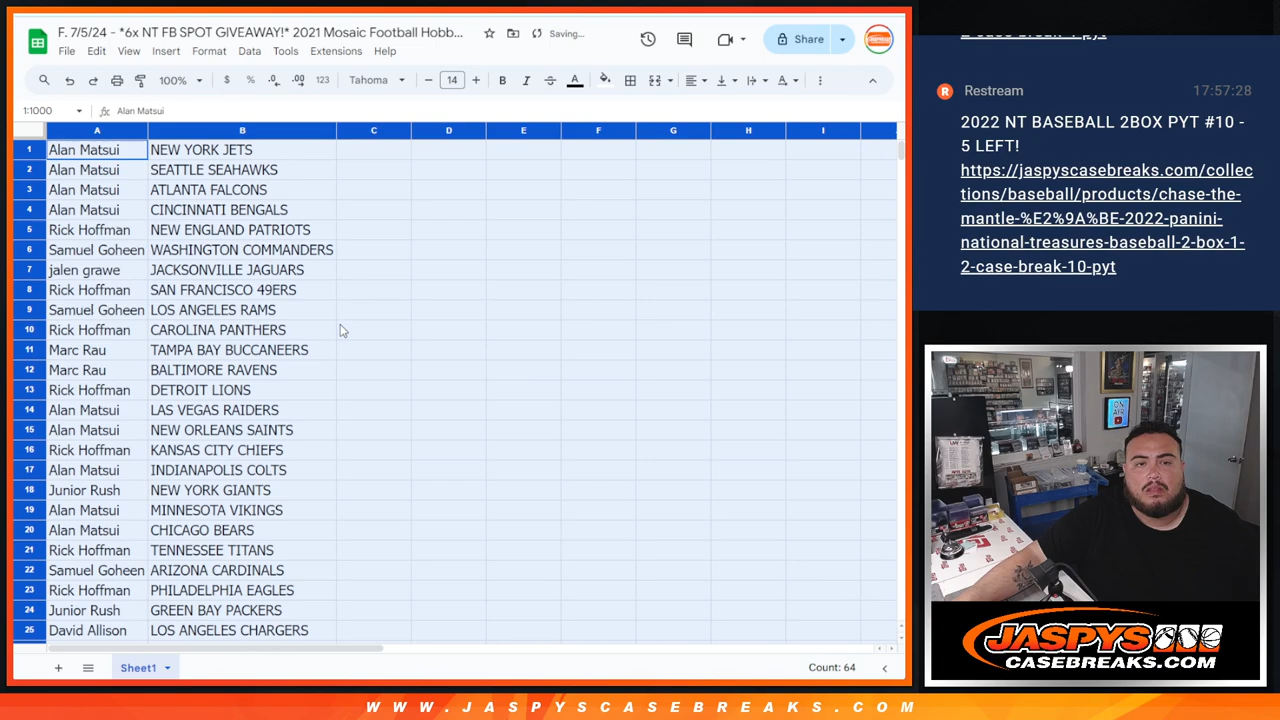 F. 7/5/24 - *6x NT FB SPOT GIVEAWAY!* 2021 Mosaic Football Hobb...
Saving...
Share
File Edit View Insert Format Data Tools Extensions Help
100% $ % .0 .00 123 Tahoma 14 B I A
1:1000 fx Alan Matsui
A B C D E F G H I
1 Alan Matsui NEW YORK JETS
2 Alan Matsui SEATTLE SEAHAWKS
3 Alan Matsui ATLANTA FALCONS
4 Alan Matsui CINCINNATI BENGALS
5 Rick Hoffman NEW ENGLAND PATRIOTS
6 Samuel Goheen WASHINGTON COMMANDERS
7 jalen grawe JACKSONVILLE JAGUARS
8 Rick Hoffman SAN FRANCISCO 49ERS
9 Samuel Goheen LOS ANGELES RAMS
10 Rick Hoffman CAROLINA PANTHERS
11 Marc Rau TAMPA BAY BUCCANEERS
12 Marc Rau BALTIMORE RAVENS
13 Rick Hoffman DETROIT LIONS
14 Alan Matsui LAS VEGAS RAIDERS
15 Alan Matsui NEW ORLEANS SAINTS
16 Rick Hoffman KANSAS CITY CHIEFS
17 Alan Matsui INDIANAPOLIS COLTS
18 Junior Rush NEW YORK GIANTS
19 Alan Matsui MINNESOTA VIKINGS
20 Alan Matsui CHICAGO BEARS
21 Rick Hoffman TENNESSEE TITANS
22 Samuel Goheen ARIZONA CARDINALS
23 Rick Hoffman PHILADELPHIA EAGLES
24 Junior Rush GREEN BAY PACKERS
25 David Allison LOS ANGELES CHARGERS
Sheet1
Count: 64
2-case-break-4-pyt
R Restream 17:57:28
2022 NT BASEBALL 2BOX PYT #10 -
5 LEFT!
https://jaspyscasebreaks.com/collec
tions/baseball/products/chase-the-
mantle-%E2%9A%BE-2022-panini-
national-treasures-baseball-2-box-1-
2-case-break-10-pyt
ON
AIR
JASPYS
CASEBREAKS.COM
WWW.JASPYSCASEBREAKS.COM